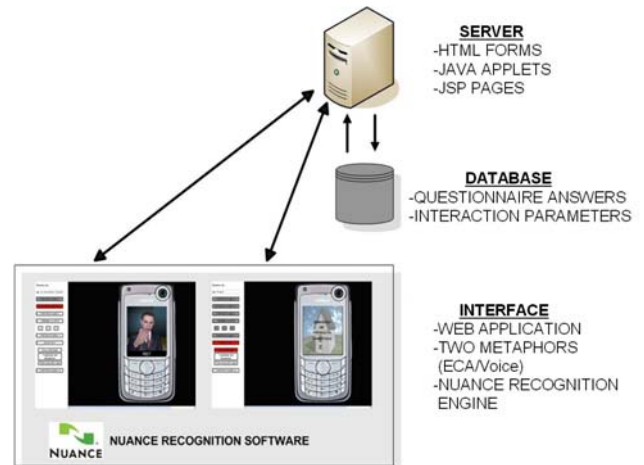 SERVER
-HTML FORMS
-JAVA APPLETS
-JSP PAGES
DATABASE
-QUESTIONNAIRE ANSWERS
-INTERACTION PARAMETERS
INTERFACE
-WEB APPLICATION
-TWO METAPHORS
(ECA/Voice)
-NUANCE RECOGNITION
ENGINE
NUANCE
NUANCE RECOGNITION SOFTWARE